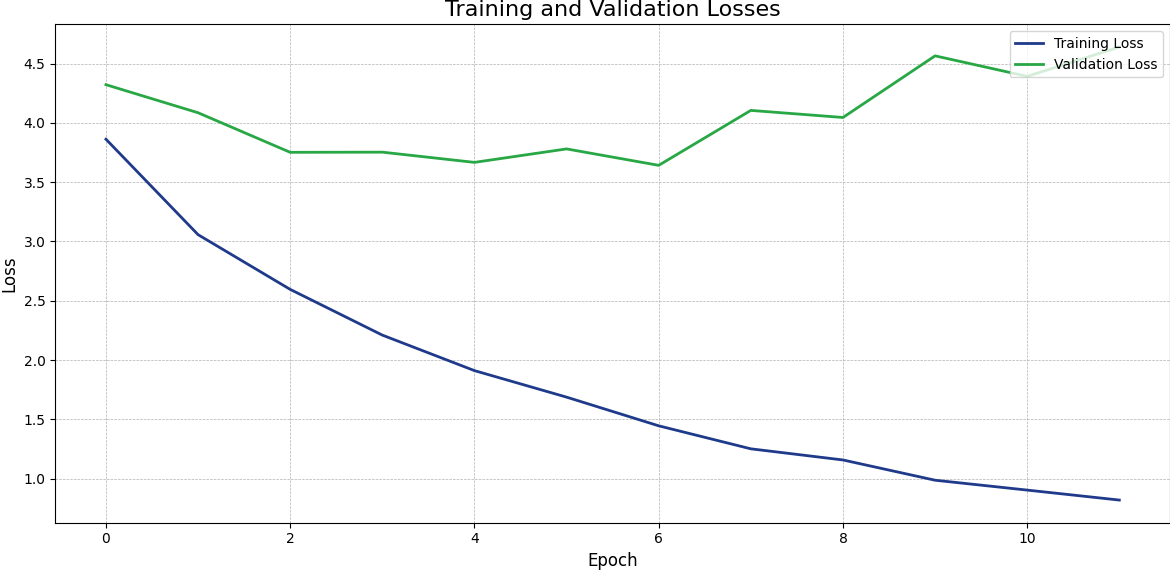 Training and Validation Losses
Training Loss
Validation Loss
Loss
4.5
4.0
3.5
3.0
2.5
2.0
1.5
1.0
0 2 4 6 8 10
Epoch